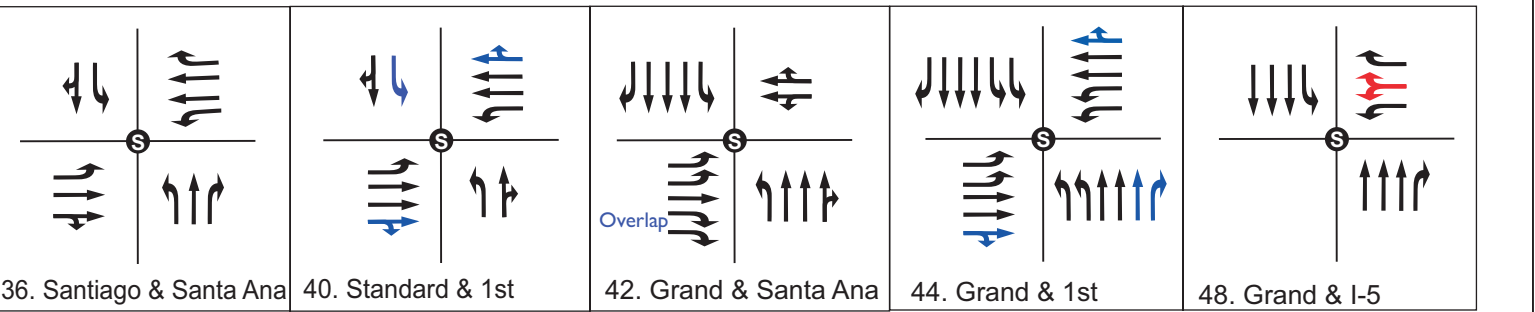 S
S
S
S
S
Overlap
36. Santiago & Santa Ana
40. Standard & 1st
42. Grand & Santa Ana
44. Grand & 1st
48. Grand & I-5